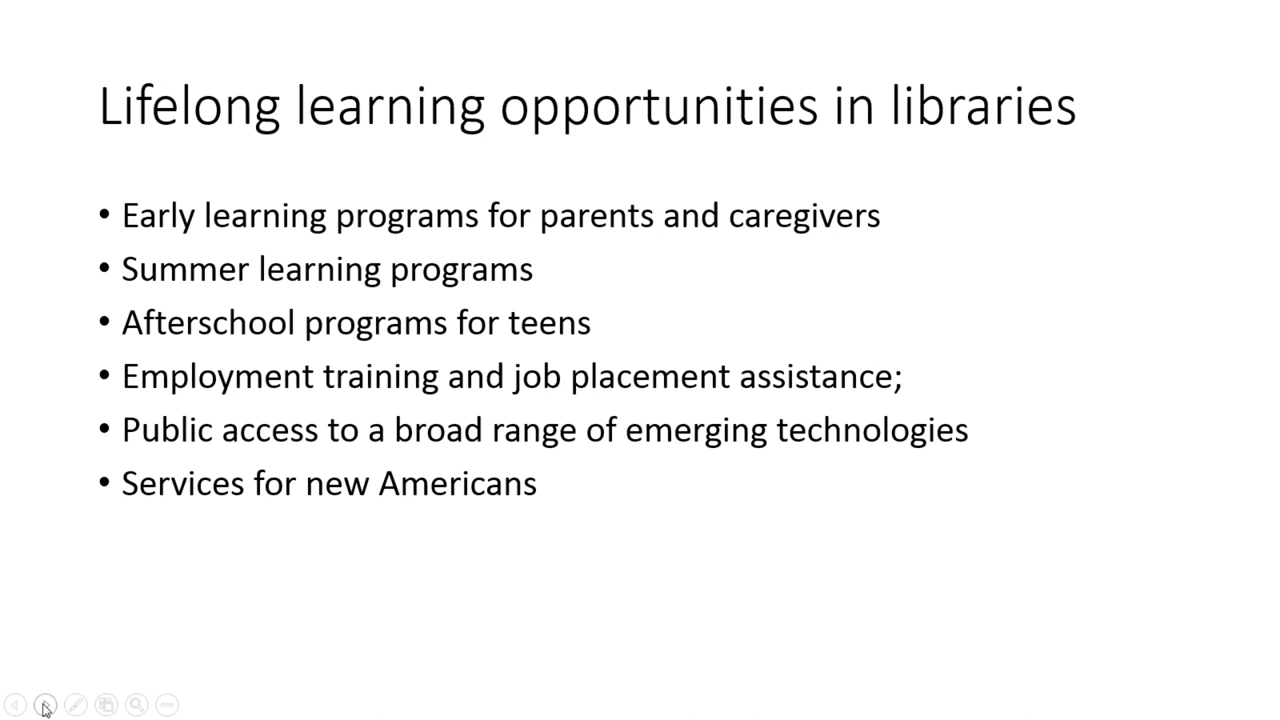 Lifelong learning opportunities in libraries
• Early learning programs for parents and caregivers
• Summer learning programs
• Afterschool programs for teens
• Employment training and job placement assistance;
• Public access to a broad range of emerging technologies
• Services for new Americans